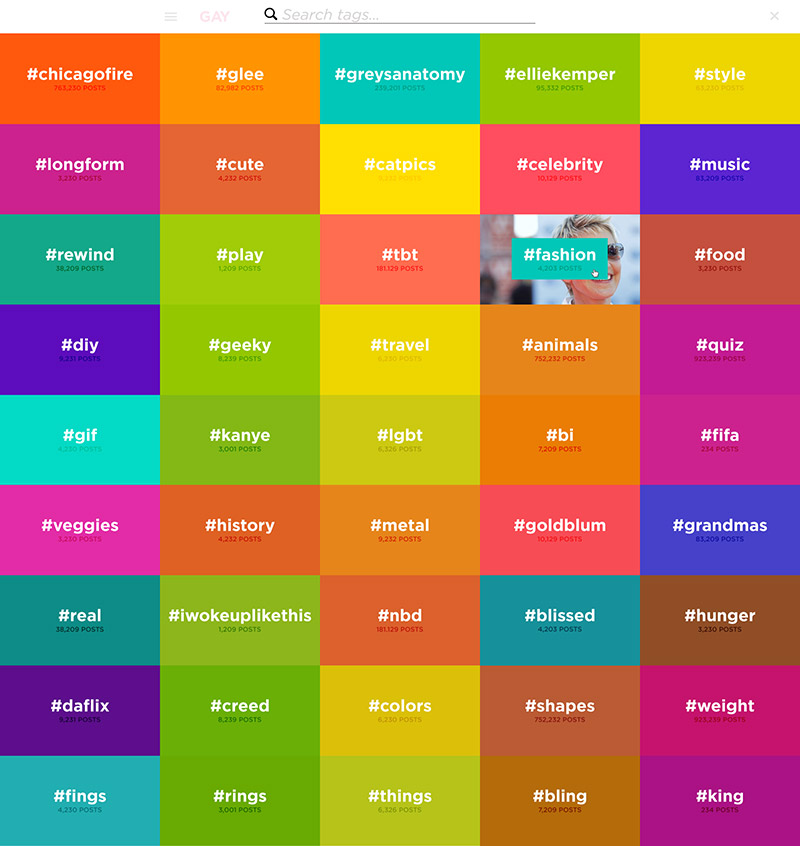 GAY
Search tags...
#chicagofire
763,230 POSTS
#glee
82,982 POSTS
#greysanatomy
239,201 POSTS
#elliekemper
95,332 POSTS
#style
POSTS
#longform
3,230 POSTS
#cute
4,232 POSTS
#catpics
POSTS
#celebrity
10,129 POSTS
#music
83,209 POSTS
#rewind
38,209 POSTS
#play
1,209 POSTS
#tbt
181,129 POSTS
#fashion
4,203 POSTS
#food
3,230 POSTS
#diy
9,231 POSTS
#geeky
8,239 POSTS
#travel
6,230 POSTS
#animals
752,232 POSTS
#quiz
923,239 POSTS
#gif
4,230 POSTS
#kanye
3,001 POSTS
#lgbt
6,326 POSTS
#bi
7,209 POSTS
#fifa
234 POSTS
#veggies
3,230 POSTS
#history
4,232 POSTS
#metal
9,232 POSTS
#goldblum
10,129 POSTS
#grandmas
83,209 POSTS
#real
38,209 POSTS
#iwokeuplikethis
1,209 POSTS
#nbd
181,129 POSTS
#blissed
4,203 POSTS
#hunger
3,230 POSTS
#daflix
9,231 POSTS
#creed
8,239 POSTS
#colors
6,230 POSTS
#shapes
752,232 POSTS
#weight
923,239 POSTS
#fings
4,230 POSTS
#rings
3,001 POSTS
#things
6,326 POSTS
#bling
7,209 POSTS
#king
234 POSTS